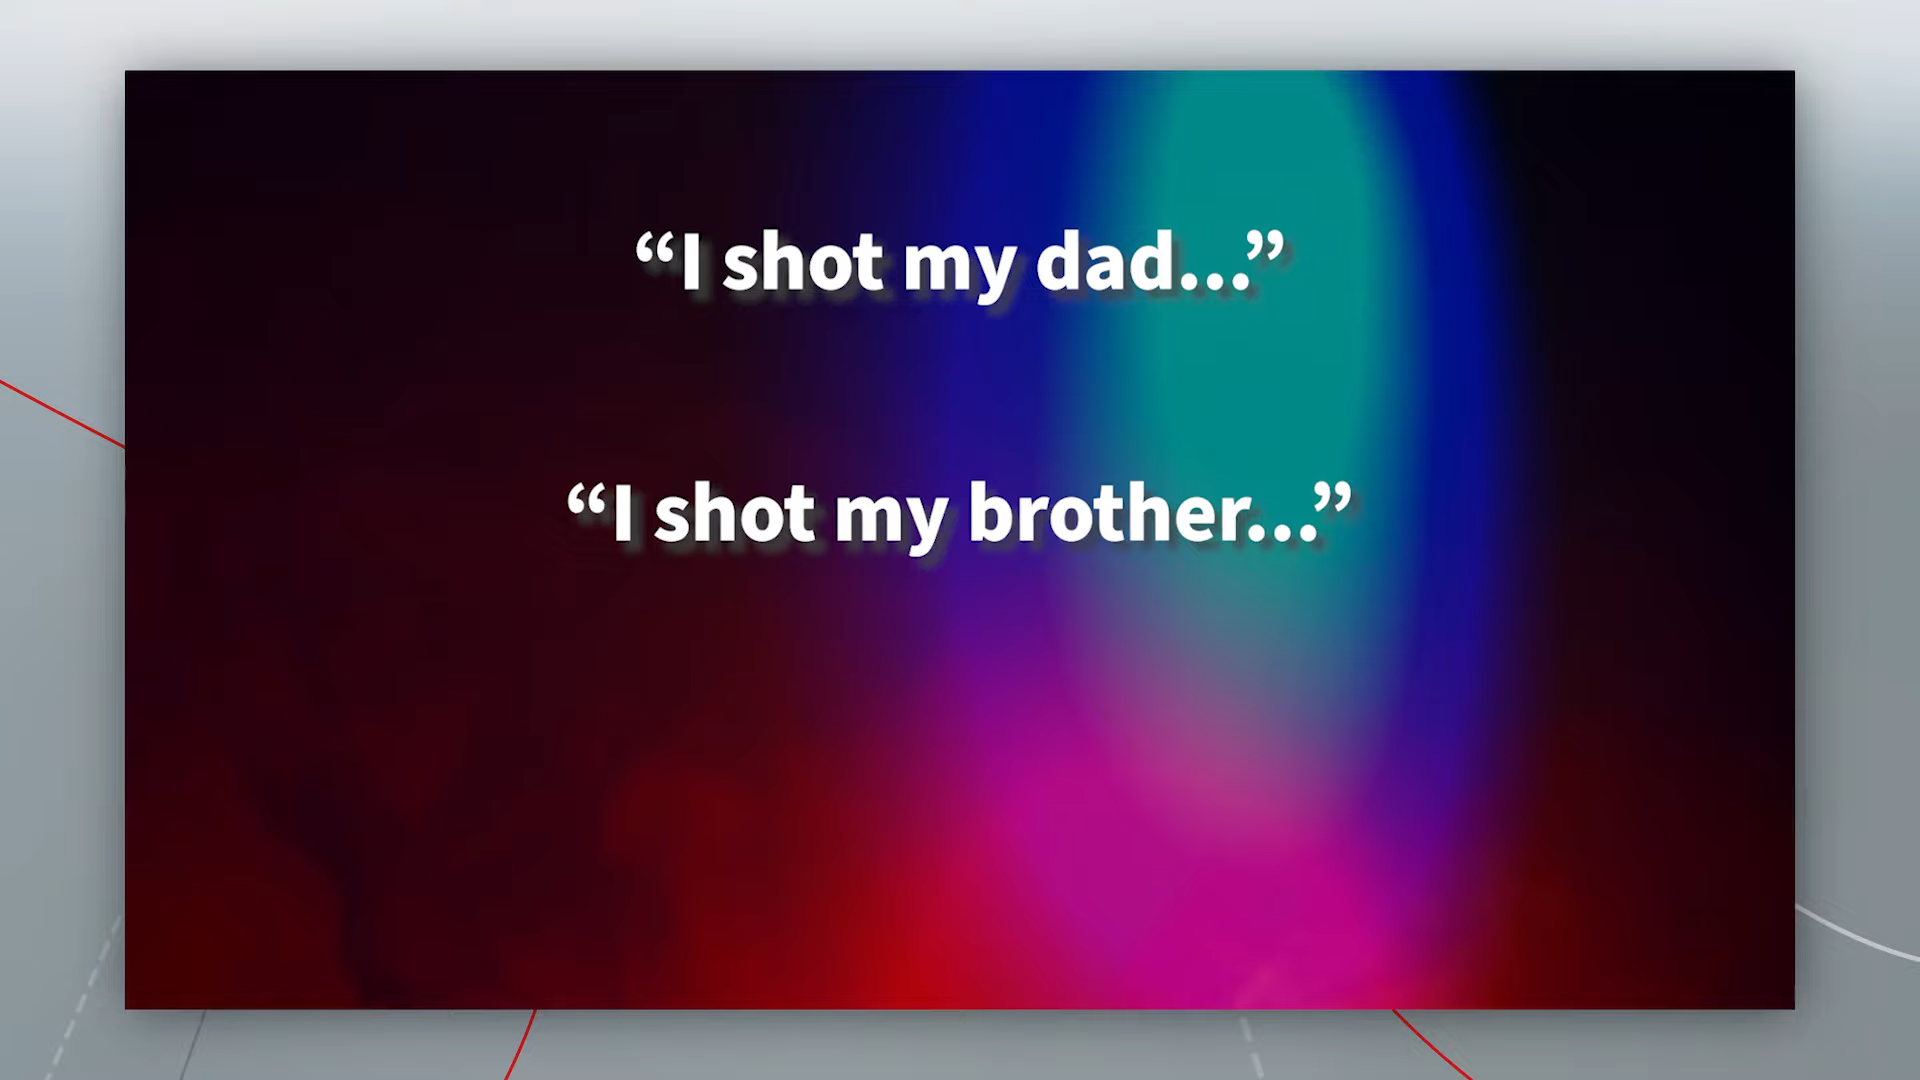 “I shot my dad...”
“I shot my brother...”